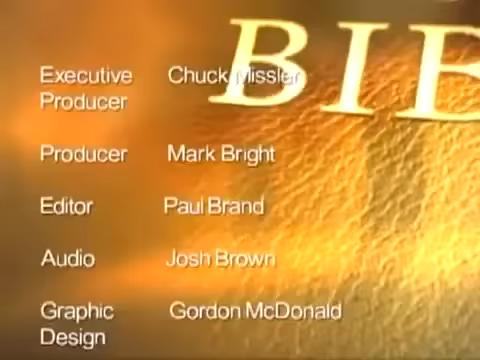 BIB
Executive Chuck Missler
Producer
Producer Mark Bright
Editor Paul Brand
Audio Josh Brown
Graphic Gordon McDonald
Design